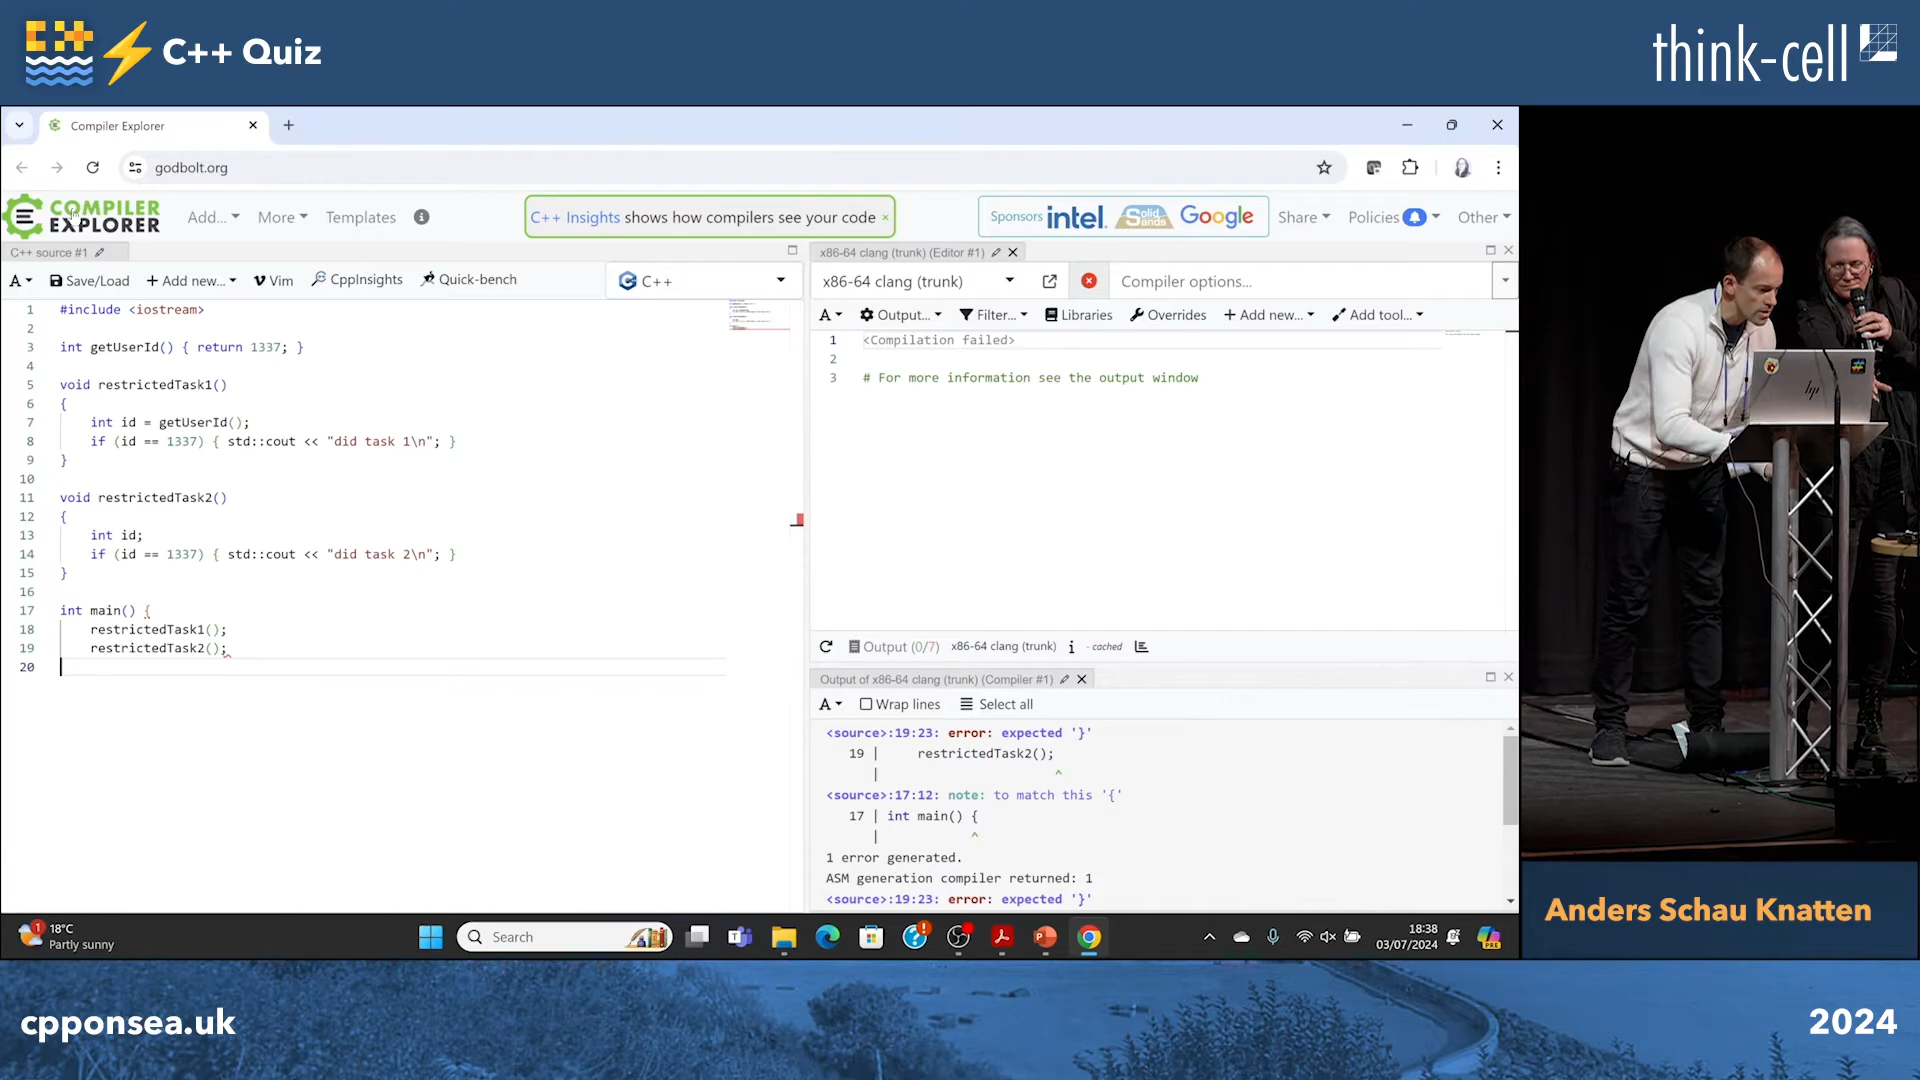 C++ Quiz
think-cell
Compiler Explorer
godbolt.org
COMPILER
EXPLORER
Add...
More
Templates
C++ Insights shows how compilers see your code ×
Sponsors intel. Solid Sands Google
Share
Policies
Other
C++ source #1
A
Save/Load
+ Add new...
Vim
CppInsights
Quick-bench
C++
1 #include <iostream>
2
3 int getUserId() { return 1337; }
4
5 void restrictedTask1()
6 {
7 int id = getUserId();
8 if (id == 1337) { std::cout << "did task 1\n"; }
9 }
10
11 void restrictedTask2()
12 {
13 int id;
14 if (id == 1337) { std::cout << "did task 2\n"; }
15 }
16
17 int main() {
18 restrictedTask1();
19 restrictedTask2();
20
x86-64 clang (trunk) (Editor #1)
x86-64 clang (trunk)
Compiler options...
A
Output...
Filter...
Libraries
Overrides
+ Add new...
Add tool...
1 <Compilation failed>
2
3 # For more information see the output window
Output (0/7) x86-64 clang (trunk) i - cached
Output of x86-64 clang (trunk) (Compiler #1)
A
Wrap lines
Select all
<source>:19:23: error: expected '}'
19 | restrictedTask2();
| ^
<source>:17:12: note: to match this '{'
17 | int main() {
| ^
1 error generated.
ASM generation compiler returned: 1
<source>:19:23: error: expected '}'
hp
Anders Schau Knatten
1
18°C
Partly sunny
Search
18:38
03/07/2024
PRE
cpponsea.uk
2024